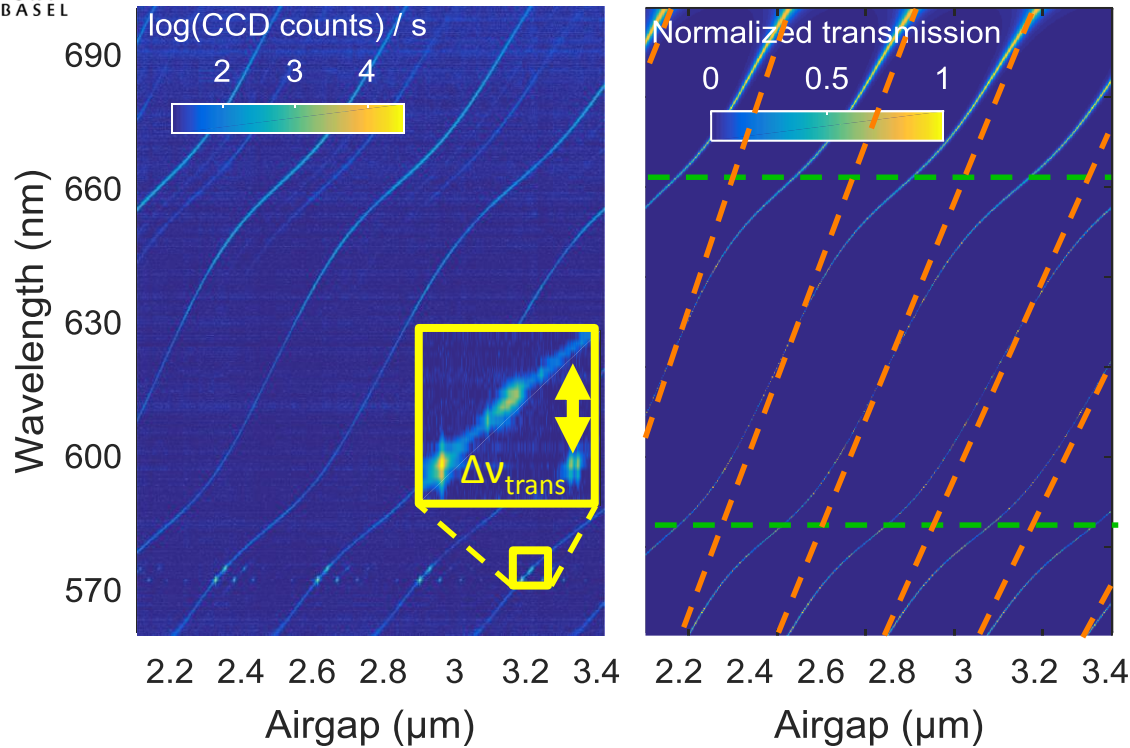 BASEL
log(CCD counts) / s
2 3 4
Normalized transmission
0 0.5 1
Wavelength (nm)
690
660
630
600
570
Δνtrans
2.2 2.4 2.6 2.8 3 3.2 3.4
Airgap (μm)
2.2 2.4 2.6 2.8 3 3.2 3.4
Airgap (μm)